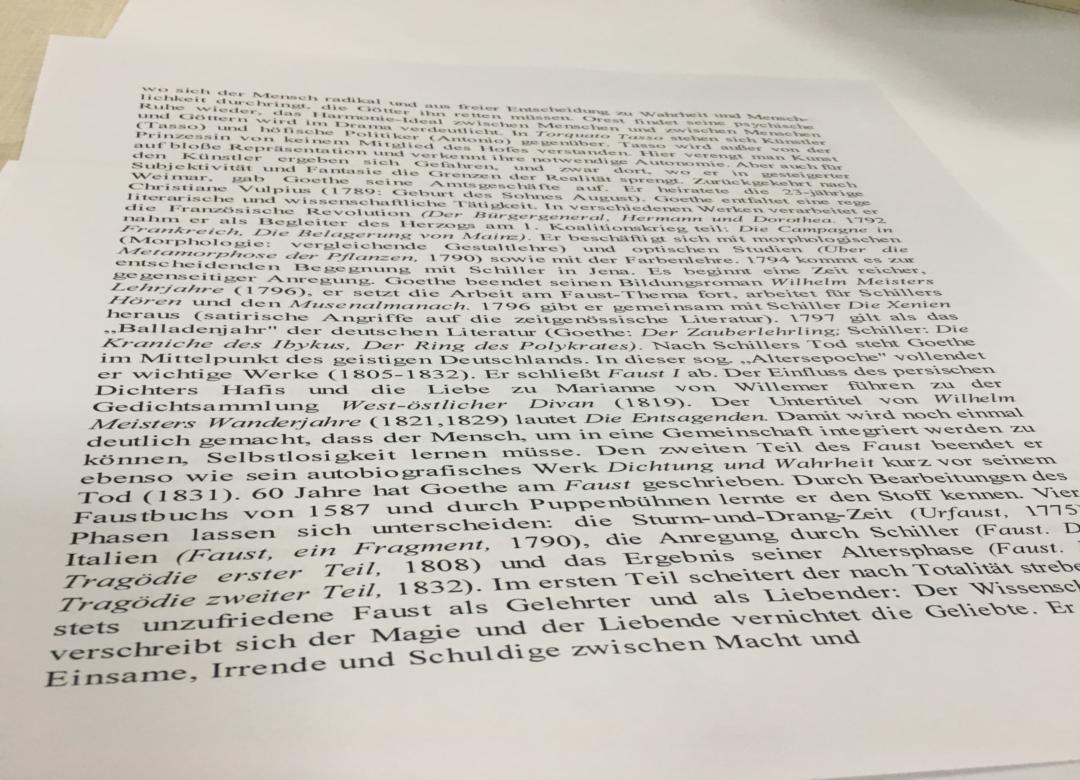 wo sich der Mensch radikal und aus freier Entscheidung zu Wahrheit und Mensch-
lichkeit durchringt, die Götter ihn retten müssen. Orest findet seine psychische
Ruhe wieder, das Harmonie-Ideal zwischen Menschen und zwischen Menschen
und Göttern wird im Drama verdeutlicht. In Torquato Tasso stehen sich Künstler
(Tasso) und höfische Politiker (Antonio) gegenüber. Tasso wird außer von der
Prinzessin von keinem Mitglied des Hofes verstanden. Hier verengt man Kunst
auf bloße Repräsentation und verkennt ihre notwendige Autonomie. Aber auch für
den Künstler ergeben sich Gefahren, und zwar dort, wo er in gesteigerter
Subjektivität und Fantasie die Grenzen der Realität sprengt. Zurückgekehrt nach
Weimar, gab Goethe seine Amtsgeschäfte auf. Er heiratete die 23-jährige
Christiane Vulpius (1789: Geburt des Sohnes August). Goethe entfaltet eine rege
literarische und wissenschaftliche Tätigkeit. In verschiedenen Werken verarbeitet er
die Französische Revolution (Der Bürgergeneral, Hermann und Dorothea. 1792
nahm er als Begleiter des Herzogs am 1. Koalitionskrieg teil: Die Campagne in
Frankreich, Die Belagerung von Mainz). Er beschäftigt sich mit morphologischen
(Morphologie: vergleichende Gestaltlehre) und optischen Studien (Über die
Metamorphose der Pflanzen, 1790) sowie mit der Farbenlehre. 1794 kommt es zur
entscheidenden Begegnung mit Schiller in Jena. Es beginnt eine Zeit reicher,
gegenseitiger Anregung. Goethe beendet seinen Bildungsroman Wilhelm Meisters
Lehrjahre (1796), er setzt die Arbeit am Faust-Thema fort, arbeitet für Schillers
Hören und den Musenalmanach. 1796 gibt er gemeinsam mit Schiller Die Xenien
heraus (satirische Angriffe auf die zeitgenössische Literatur). 1797 gilt als das
„Balladenjahr" der deutschen Literatur (Goethe: Der Zauberlehrling; Schiller: Die
Kraniche des Ibykus, Der Ring des Polykrates). Nach Schillers Tod steht Goethe
im Mittelpunkt des geistigen Deutschlands. In dieser sog. „Altersepoche" vollendet
er wichtige Werke (1805-1832). Er schließt Faust I ab. Der Einfluss des persischen
Dichters Hafis und die Liebe zu Marianne von Willemer führen zu der
Gedichtsammlung West-östlicher Divan (1819). Der Untertitel von Wilhelm
Meisters Wanderjahre (1821,1829) lautet Die Entsagenden. Damit wird noch einmal
deutlich gemacht, dass der Mensch, um in eine Gemeinschaft integriert werden zu
können, Selbstlosigkeit lernen müsse. Den zweiten Teil des Faust beendet er
ebenso wie sein autobiografisches Werk Dichtung und Wahrheit kurz vor seinem
Tod (1831). 60 Jahre hat Goethe am Faust geschrieben. Durch Bearbeitungen des
Faustbuchs von 1587 und durch Puppenbühnen lernte er den Stoff kennen. Vier
Phasen lassen sich unterscheiden: die Sturm-und-Drang-Zeit (Urfaust, 1775)
Italien (Faust, ein Fragment, 1790), die Anregung durch Schiller (Faust. D
Tragödie erster Teil, 1808) und das Ergebnis seiner Altersphase (Faust.
Tragödie zweiter Teil, 1832). Im ersten Teil scheitert der nach Totalität strebe
stets unzufriedene Faust als Gelehrter und als Liebender: Der Wissensc
verschreibt sich der Magie und der Liebende vernichtet die Geliebte. Er
Einsame, Irrende und Schuldige zwischen Macht und